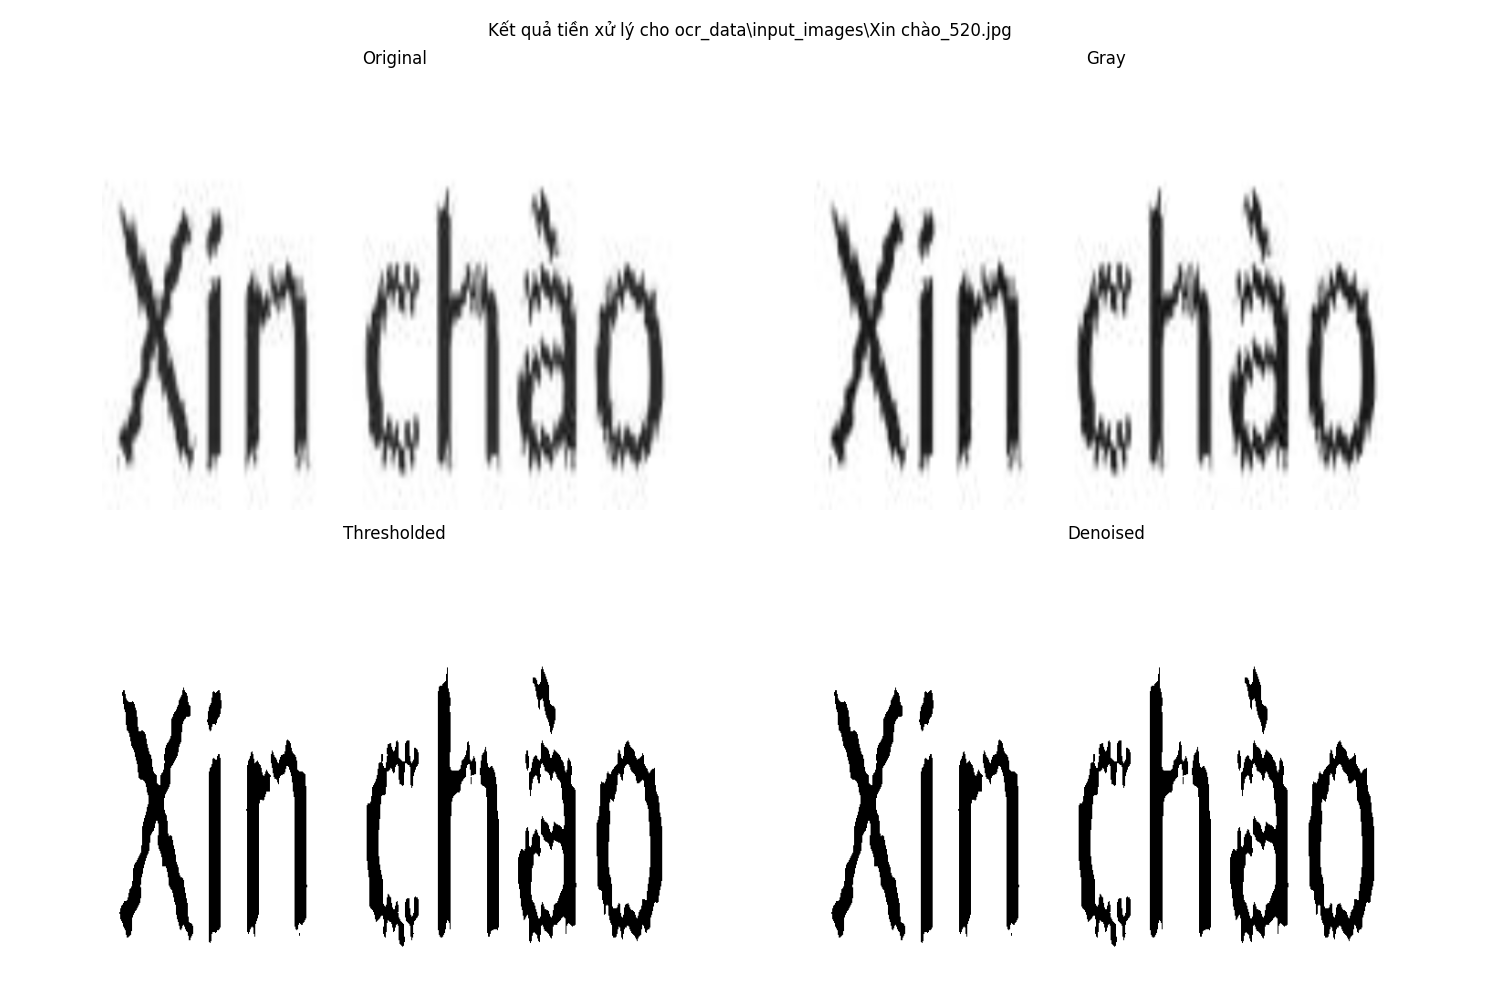 Kết quả tiền xử lý cho ocr_data\input_images\Xin chào_520.jpg
Original
Gray
Xin chào
Xin chào
Thresholded
Denoised
Xin chào
Xin chào